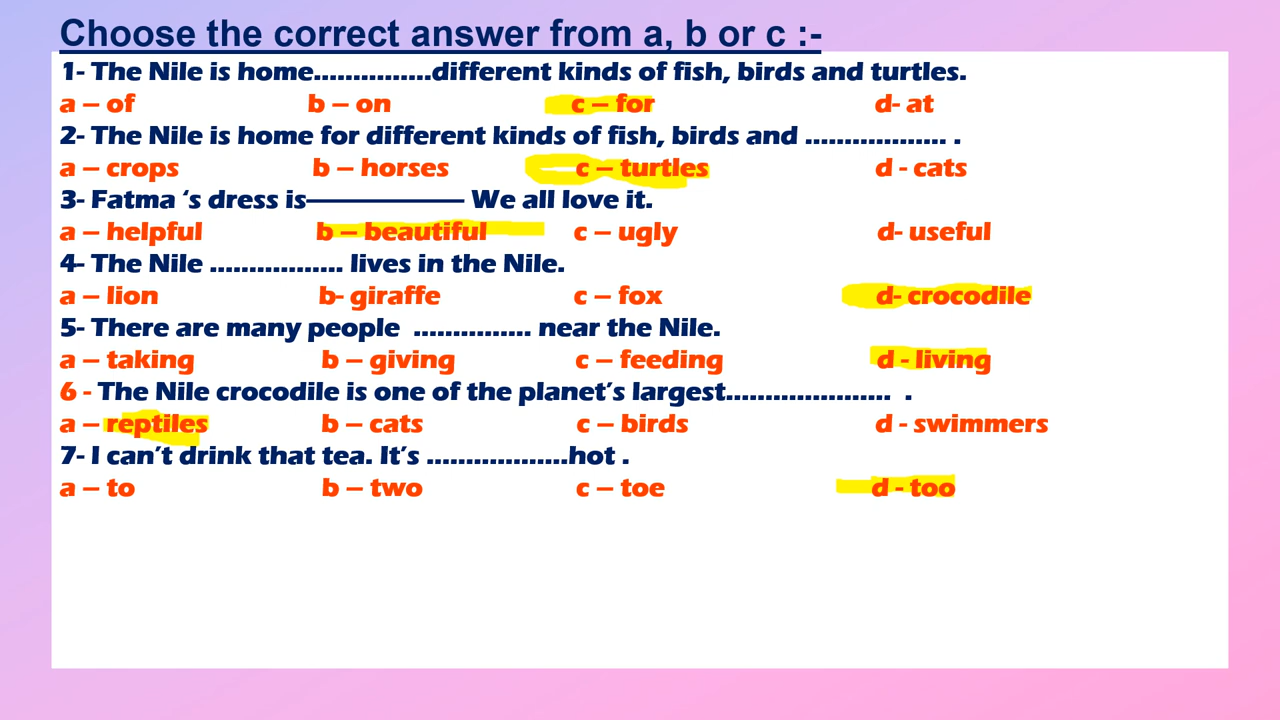 Choose the correct answer from a, b or c :-
1- The Nile is home...............different kinds of fish, birds and turtles.
a – of b – on c – for d- at
2- The Nile is home for different kinds of fish, birds and .................. .
a – crops b – horses c – turtles d - cats
3- Fatma ‘s dress is—————— We all love it.
a – helpful b – beautiful c – ugly d- useful
4- The Nile ................. lives in the Nile.
a – lion b- giraffe c – fox d- crocodile
5- There are many people ............... near the Nile.
a – taking b – giving c – feeding d - living
6 - The Nile crocodile is one of the planet’s largest..................... .
a – reptiles b – cats c – birds d - swimmers
7- I can’t drink that tea. It’s ..................hot .
a – to b – two c – toe d - too